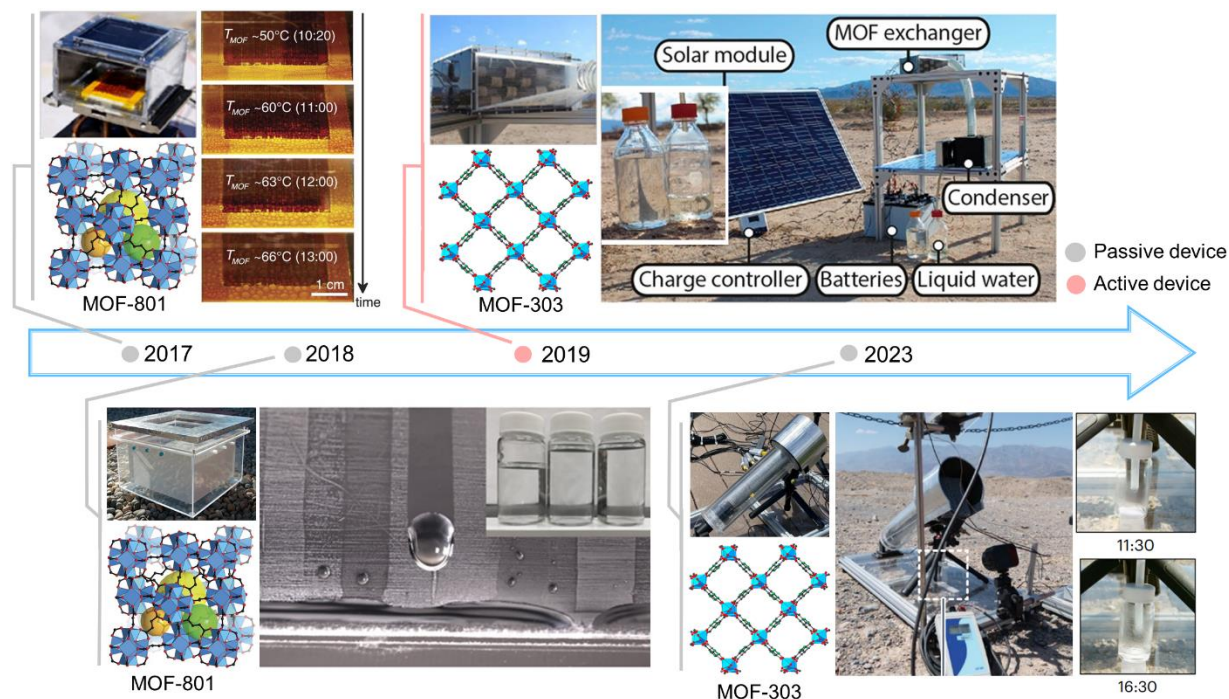 T_MOF ~50°C (10:20)
T_MOF ~60°C (11:00)
T_MOF ~63°C (12:00)
T_MOF ~66°C (13:00)
1 cm
time
MOF-801
Solar module
MOF exchanger
Condenser
Charge controller
Batteries
Liquid water
MOF-303
Passive device
Active device
2017
2018
2019
2023
MOF-801
MOF-303
11:30
16:30